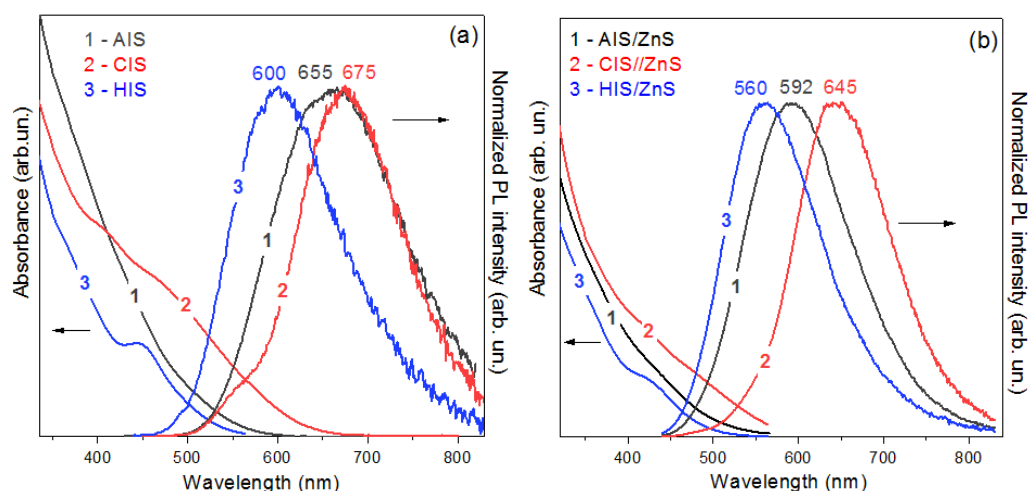 (a)
1 - AIS
2 - CIS
3 - HIS
600 655 675
3
1
2
3
1
2
Absorbance (arb.un.)
Normalized PL intensity (arb. un.)
400 500 600 700 800
Wavelength (nm)
(b)
1 - AIS/ZnS
2 - CIS//ZnS
3 - HIS/ZnS
560 592 645
3
1
2
3
1
2
Absorbance (arb. un.)
Normalized PL intensity (arb. un.)
400 500 600 700 800
Wavelength (nm)